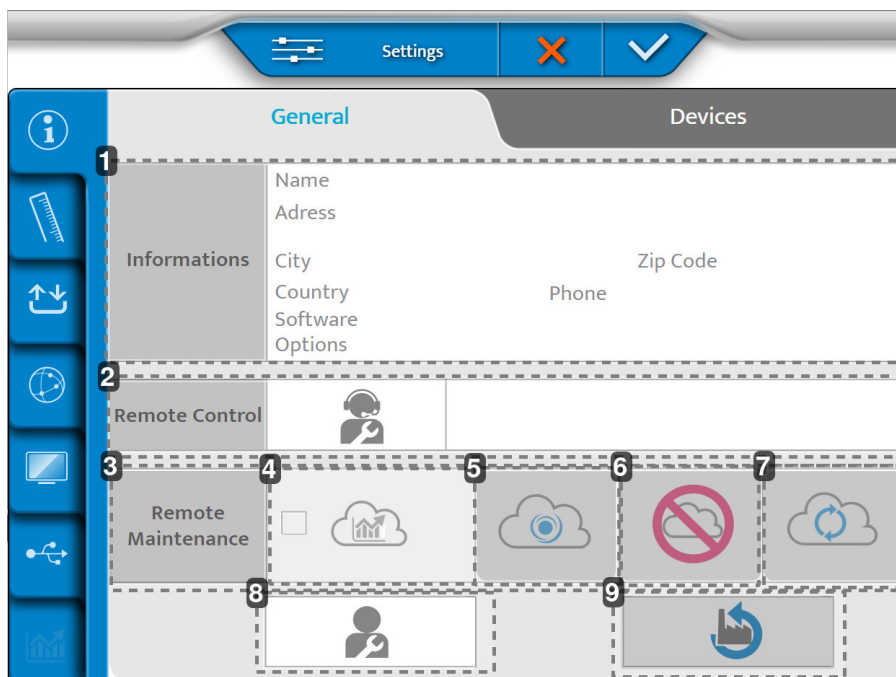 Settings
General Devices
1
Name
Adress
Informations
City Zip Code
Country Phone
Software
Options
2
Remote Control
3 4 5 6 7
Remote
Maintenance
8 9